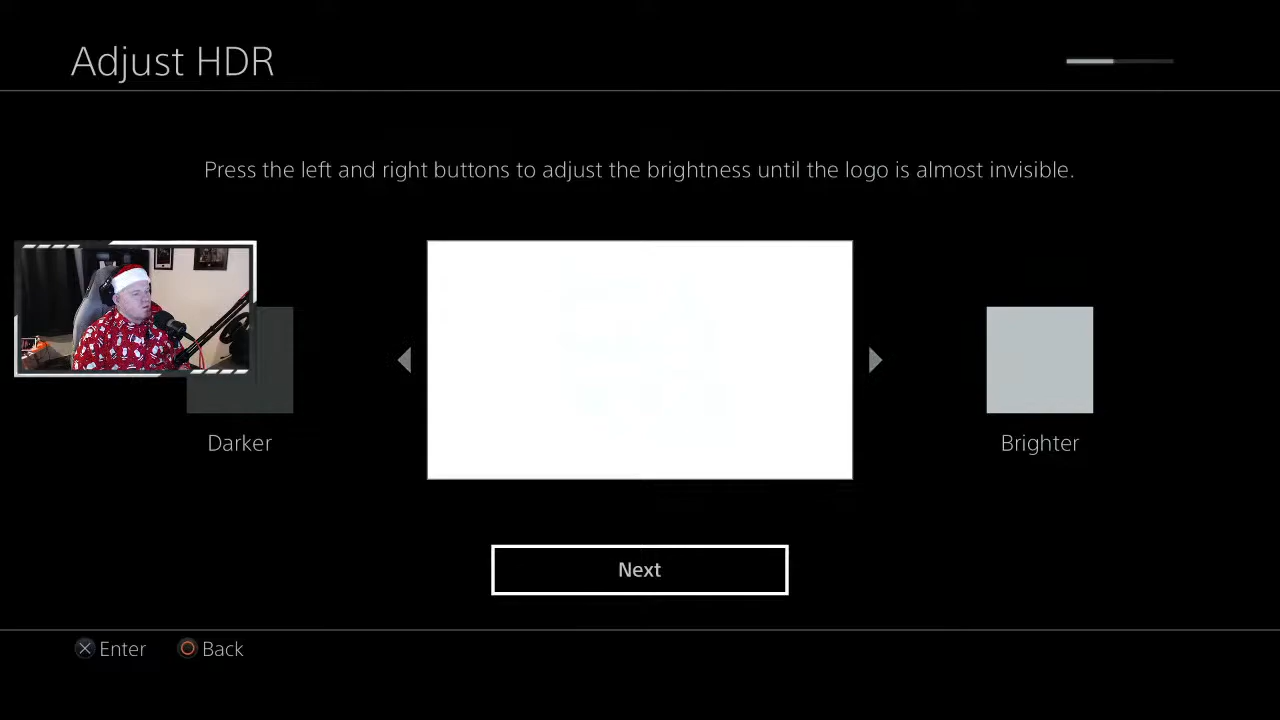 Adjust HDR
Press the left and right buttons to adjust the brightness until the logo is almost invisible.
Darker
Brighter
Next
Enter
Back